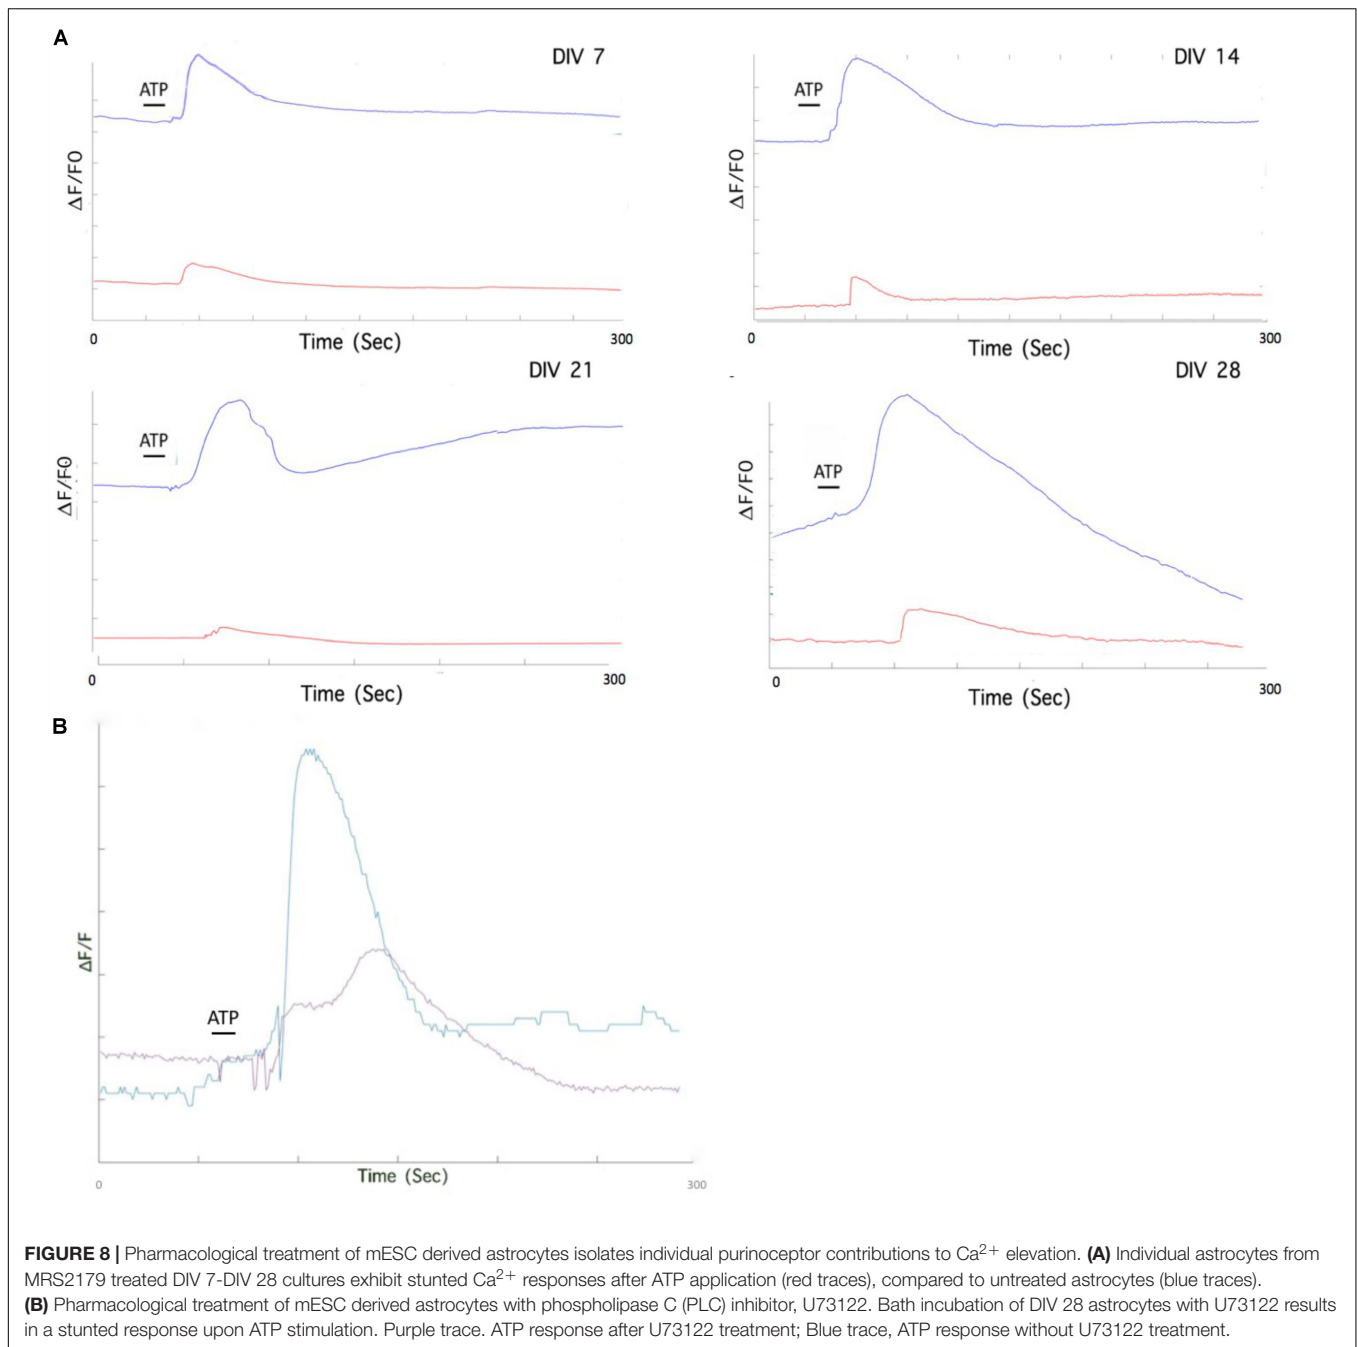 A
DIV 7
ATP
ΔF/F0
0
Time (Sec)
300
DIV 14
ATP
ΔF/F0
0
Time (Sec)
300
DIV 21
ATP
ΔF/F0
0
Time (Sec)
300
DIV 28
ATP
ΔF/F0
0
Time (Sec)
300
B
ATP
ΔF/F
0
Time (Sec)
300
FIGURE 8 | Pharmacological treatment of mESC derived astrocytes isolates individual purinoceptor contributions to Ca²⁺ elevation. (A) Individual astrocytes from
MRS2179 treated DIV 7-DIV 28 cultures exhibit stunted Ca²⁺ responses after ATP application (red traces), compared to untreated astrocytes (blue traces).
(B) Pharmacological treatment of mESC derived astrocytes with phospholipase C (PLC) inhibitor, U73122. Bath incubation of DIV 28 astrocytes with U73122 results
in a stunted response upon ATP stimulation. Purple trace. ATP response after U73122 treatment; Blue trace, ATP response without U73122 treatment.